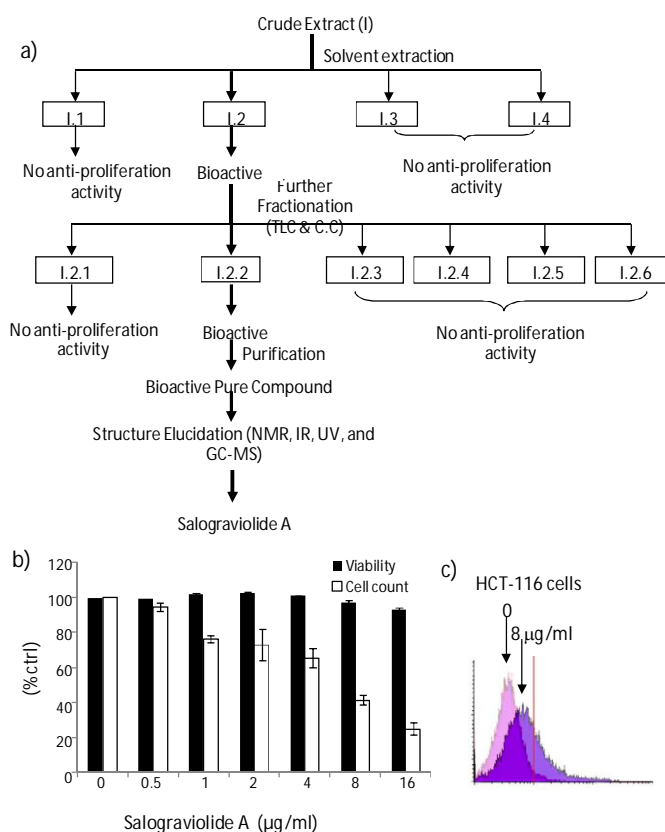 a)
Crude Extract (I)
Solvent extraction
I.1 I.2 I.3 I.4
No anti-proliferation
activity
Bioactive
No anti-proliferation
activity
Further
Fractionation
(TLC & C.C)
I.2.1 I.2.2 I.2.3 I.2.4 I.2.5 I.2.6
No anti-proliferation
activity
Bioactive
No anti-proliferation
activity
Purification
Bioactive Pure Compound
Structure Elucidation (NMR, IR, UV, and
GC-MS)
Salograviolide A
b)
120
100
80
60
40
20
0
(% ctrl)
Viability
Cell count
0 0.5 1 2 4 8 16
Salograviolide A (µg/ml)
c)
HCT-116 cells
0
8 µg/ml